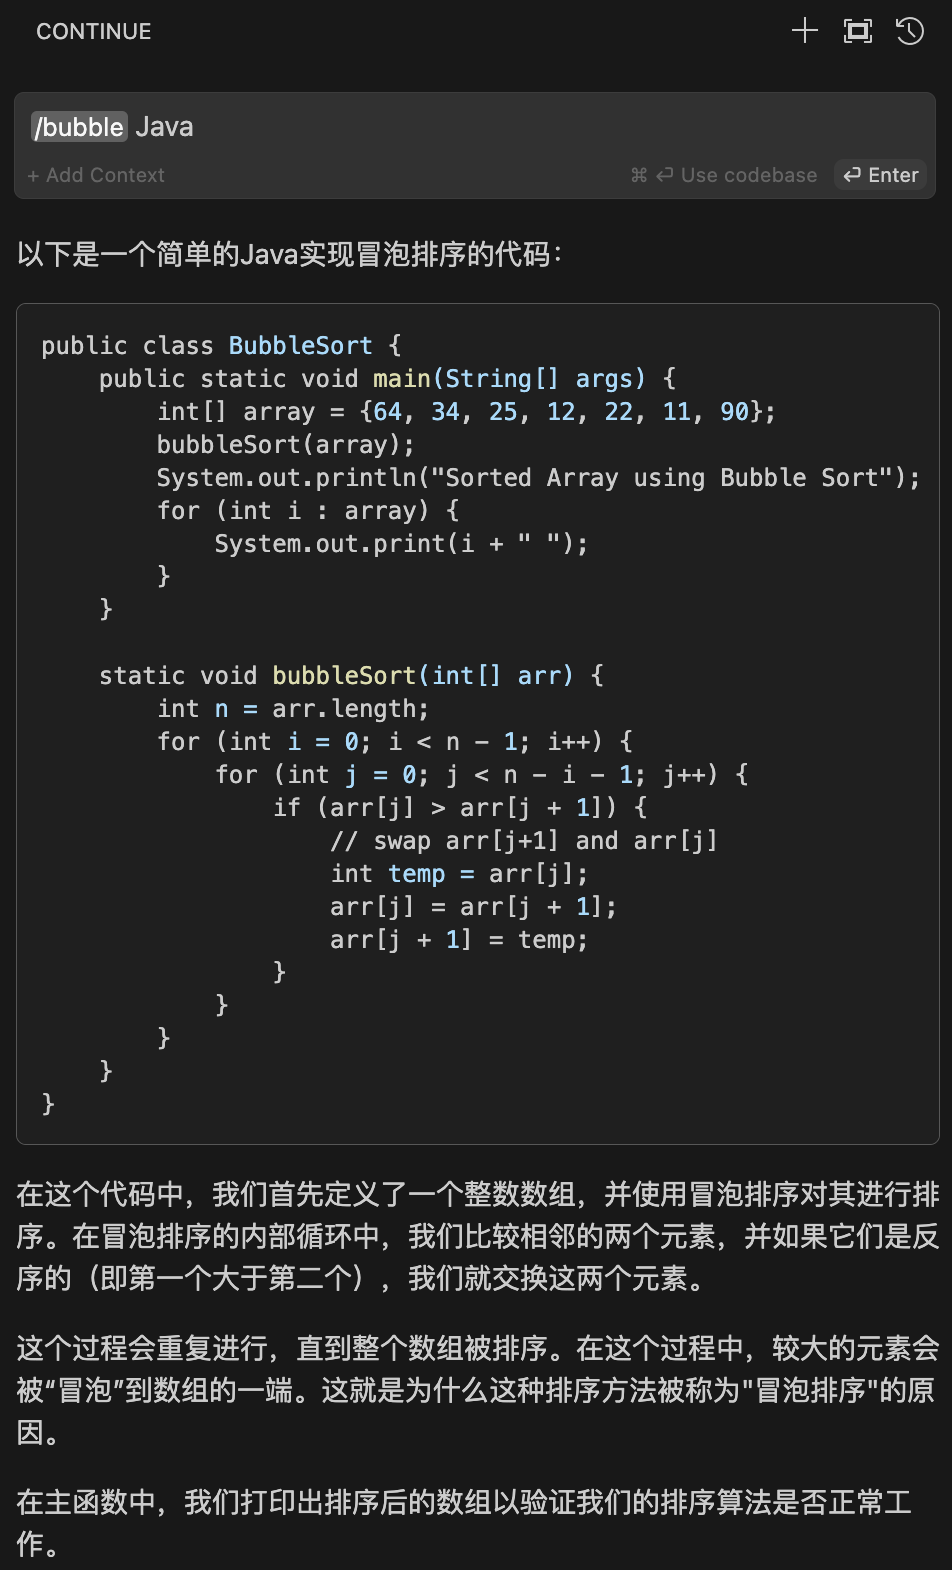 CONTINUE
/bubble Java
+ Add Context
⌘ ⏎ Use codebase
⏎ Enter
以下是一个简单的Java实现冒泡排序的代码：
public class BubbleSort {
    public static void main(String[] args) {
        int[] array = {64, 34, 25, 12, 22, 11, 90};
        bubbleSort(array);
        System.out.println("Sorted Array using Bubble Sort");
        for (int i : array) {
            System.out.print(i + " ");
        }
    }

    static void bubbleSort(int[] arr) {
        int n = arr.length;
        for (int i = 0; i < n - 1; i++) {
            for (int j = 0; j < n - i - 1; j++) {
                if (arr[j] > arr[j + 1]) {
                    // swap arr[j+1] and arr[j]
                    int temp = arr[j];
                    arr[j] = arr[j + 1];
                    arr[j + 1] = temp;
                }
            }
        }
    }
}
在这个代码中，我们首先定义了一个整数数组，并使用冒泡排序对其进行排
序。在冒泡排序的内部循环中，我们比较相邻的两个元素，并如果它们是反
序的（即第一个大于第二个），我们就交换这两个元素。
这个过程会重复进行，直到整个数组被排序。在这个过程中，较大的元素会
被“冒泡”到数组的一端。这就是为什么这种排序方法被称为"冒泡排序"的原
因。
在主函数中，我们打印出排序后的数组以验证我们的排序算法是否正常工
作。